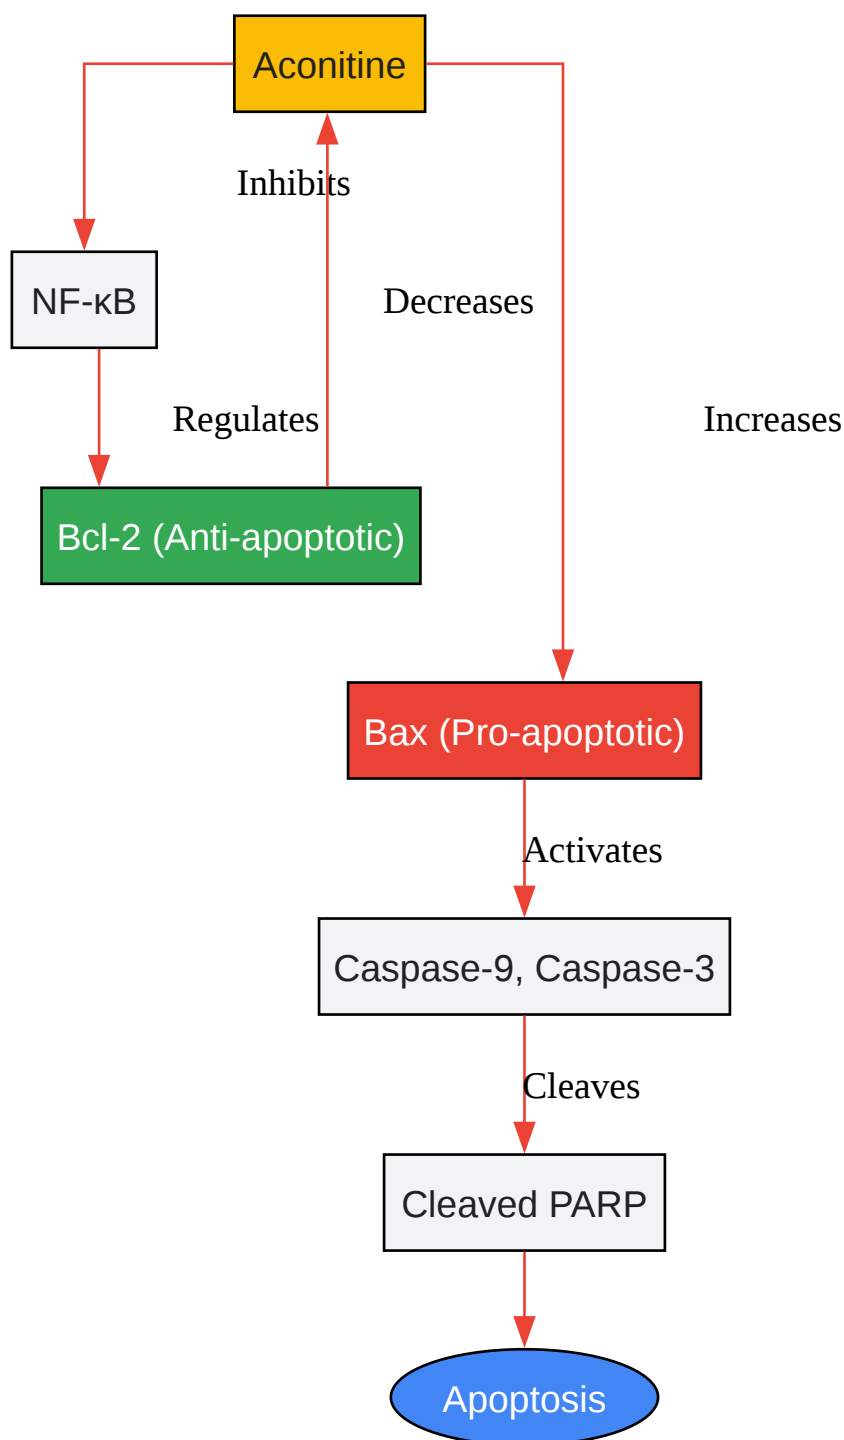 Aconitine
Inhibits
NF-κB
Decreases
Regulates
Increases
Bcl-2 (Anti-apoptotic)
Bax (Pro-apoptotic)
Activates
Caspase-9, Caspase-3
Cleaves
Cleaved PARP
Apoptosis